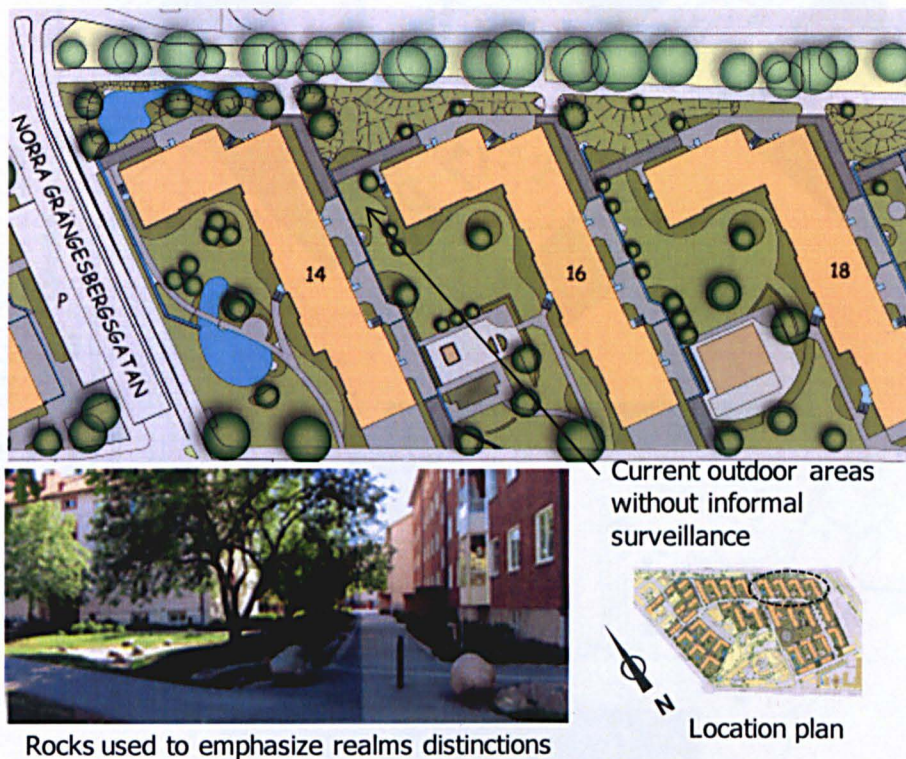 NORRA GRÄNGESBERGSGATAN
P.
14
16
18
Current outdoor areas
without informal
surveillance
N
Location plan
Rocks used to emphasize realms distinctions